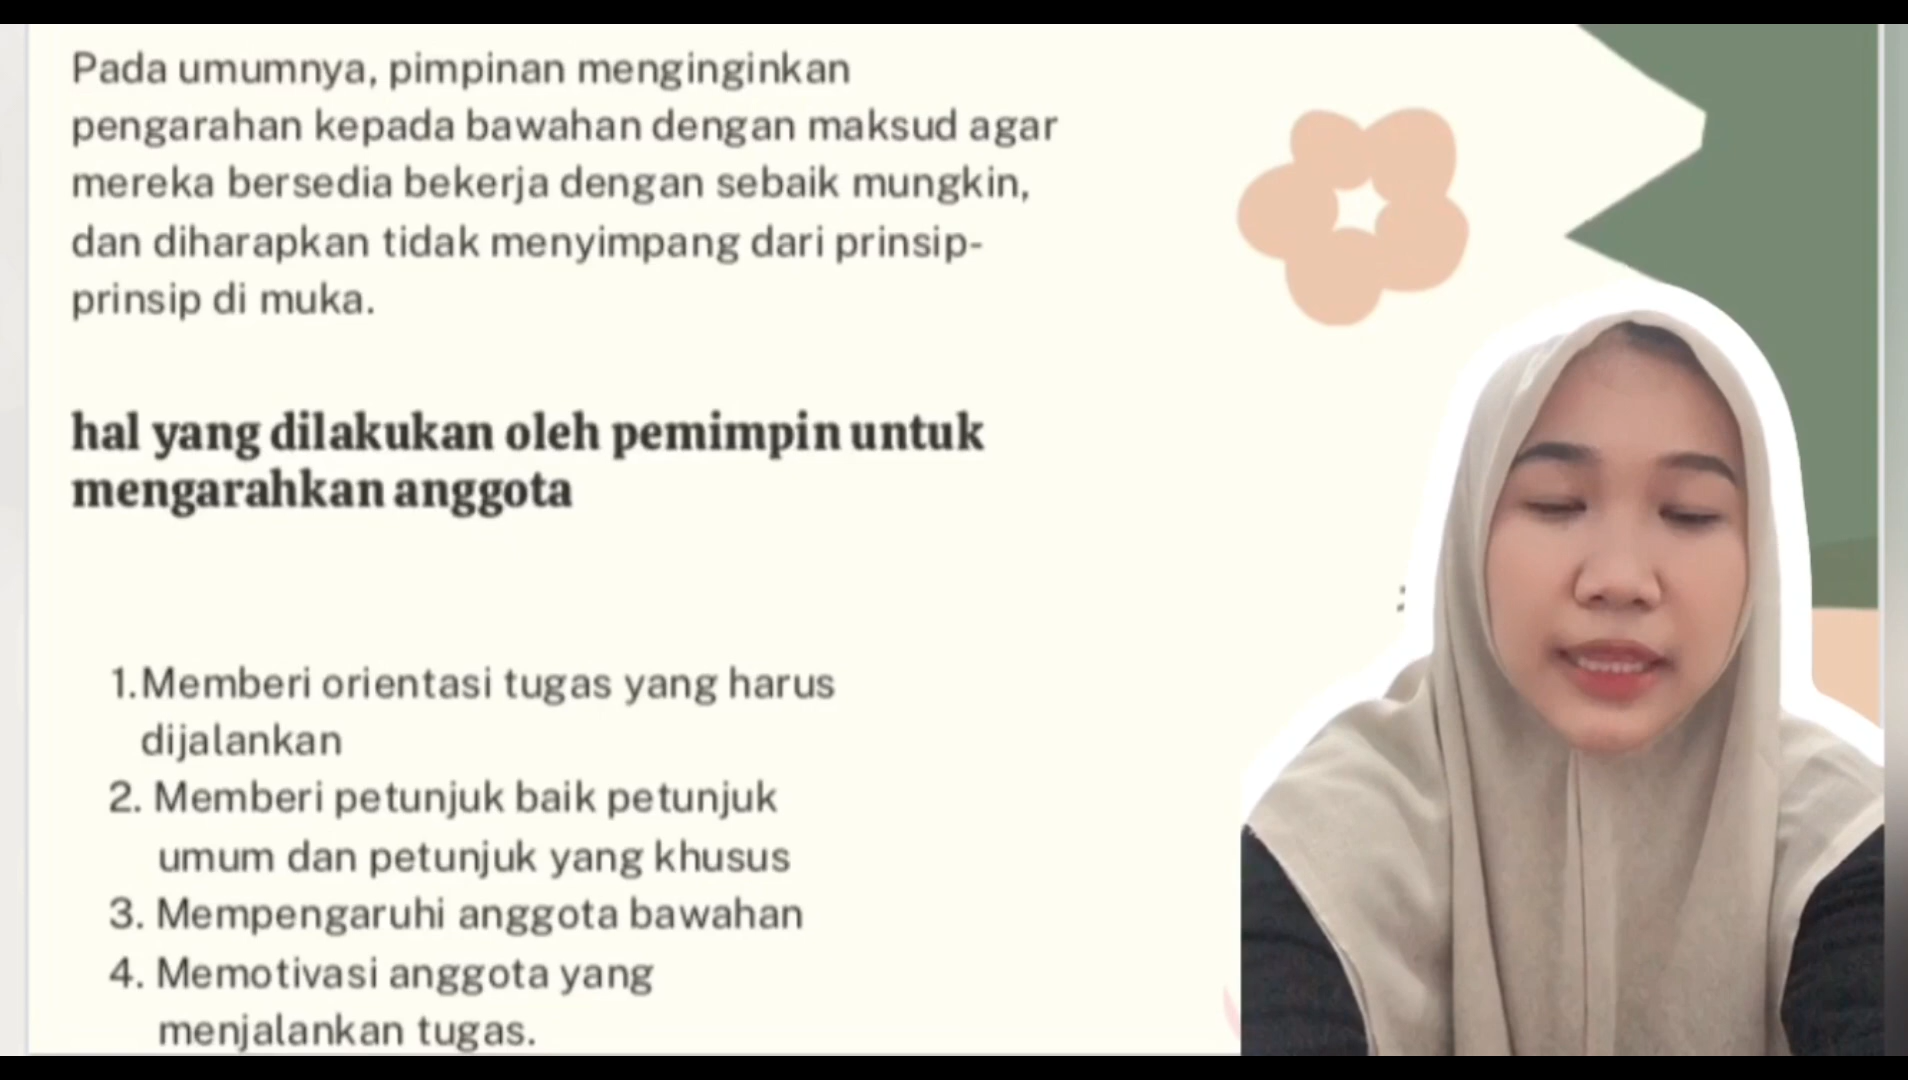 Pada umumnya, pimpinan menginginkan
pengarahan kepada bawahan dengan maksud agar
mereka bersedia bekerja dengan sebaik mungkin,
dan diharapkan tidak menyimpang dari prinsip-
prinsip di muka.
hal yang dilakukan oleh pemimpin untuk
mengarahkan anggota
:
1.Memberi orientasi tugas yang harus
dijalankan
2. Memberi petunjuk baik petunjuk
umum dan petunjuk yang khusus
3. Mempengaruhi anggota bawahan
4. Memotivasi anggota yang
menjalankan tugas.